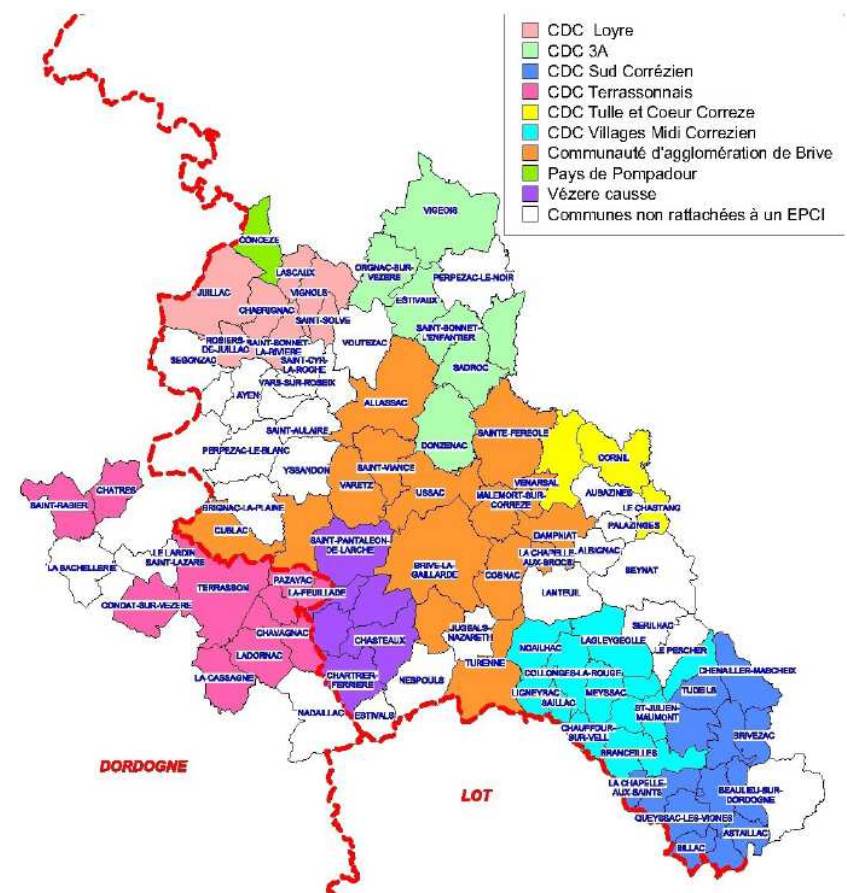 CDC Loyre
CDC 3A
CDC Sud Corrézien
CDC Terrassonnais
CDC Tulle et Coeur Correze
CDC Villages Midi Correzien
Communauté d'agglomération de Brive
Pays de Pompadour
Vézere causse
Communes non rattachées à un EPCI
VIGEOIS
CONCEZE
ORGNAC-SUR-
VEZERE
PERPEZAC-LE-NOIR
LASCAUX
JUILLAC
VIGNOLS
ESTIVAUX
CHABRIGNAC
SAINT-SOLVE
SAINT-BONNET-
L'ENFANTIER
ROSIERS-
DE-JUILLAC
SAINT-BONNET-
LA-RIVIERE
VOUTEZAC
SEGONZAC
SAINT-CYR-
LA-ROCHE
SADROC
VARS-SUR-ROSEIX
AYEN
ALLASSAC
SAINT-AULAIRE
SAINTE-FEREOLE
DONZENAC
PERPEZAC-LE-BLANC
CORNIL
YSSANDON
SAINT-VIANCE
VARETZ
USSAC
VENARSAL
AUBAZINES
CHATRES
SAINT-RABIER
MALEMORT-SUR-
CORREZE
LE CHASTANG
BRIGNAC-LA-PLAINE
CUBLAC
PALAZINGES
DAMPNIAT
SAINT-PANTALEON-
DE-LARCHE
LA CHAPELLE-
AUX-BROCS
ALBIGNAC
LE LARDIN
SAINT-LAZARE
LA BACHELLERIE
BRIVE-LA-
GAILLARDE
COSNAC
BEYNAT
PAZAYAC
TERRASSON
LA-FEUILLADE
LANTEUIL
CONDAT-SUR-VEZERE
SERILHAC
JUGEALS-
NAZARETH
CHAVAGNAC
CHASTEAUX
NOAILHAC
LAGLEYGEOLLE
LE PESCHER
LADORNAC
TURENNE
CHENAILLER-MASCHEIX
COLLONGES-LA-ROUGE
LA-CASSAGNE
CHARTRIER-
FERRIERE
NESPOULS
LIGNEYRAC
MEYSSAC
TUDEILS
SAILLAC
ST-JULIEN-
MAUMONT
NADAILLAC
ESTIVALS
CHAUFFOUR-
SUR-VELL
BRIVEZAC
BRANCEILLES
DORDOGNE
LOT
LA CHAPELLE-
AUX-SAINTS
BEAULIEU-SUR-
DORDOGNE
QUEYSSAC-LES-VIGNES
ASTAILLAC
BILLAC